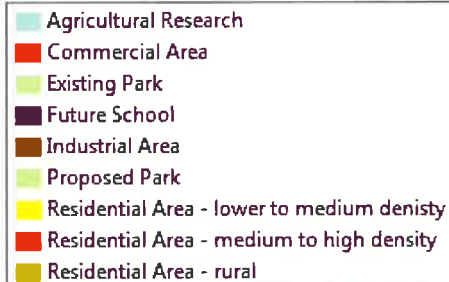 Agricultural Research
Commercial Area
Existing Park
Future School
Industrial Area
Proposed Park
Residential Area - lower to medium denisty
Residential Area - medium to high density
Residential Area - rural